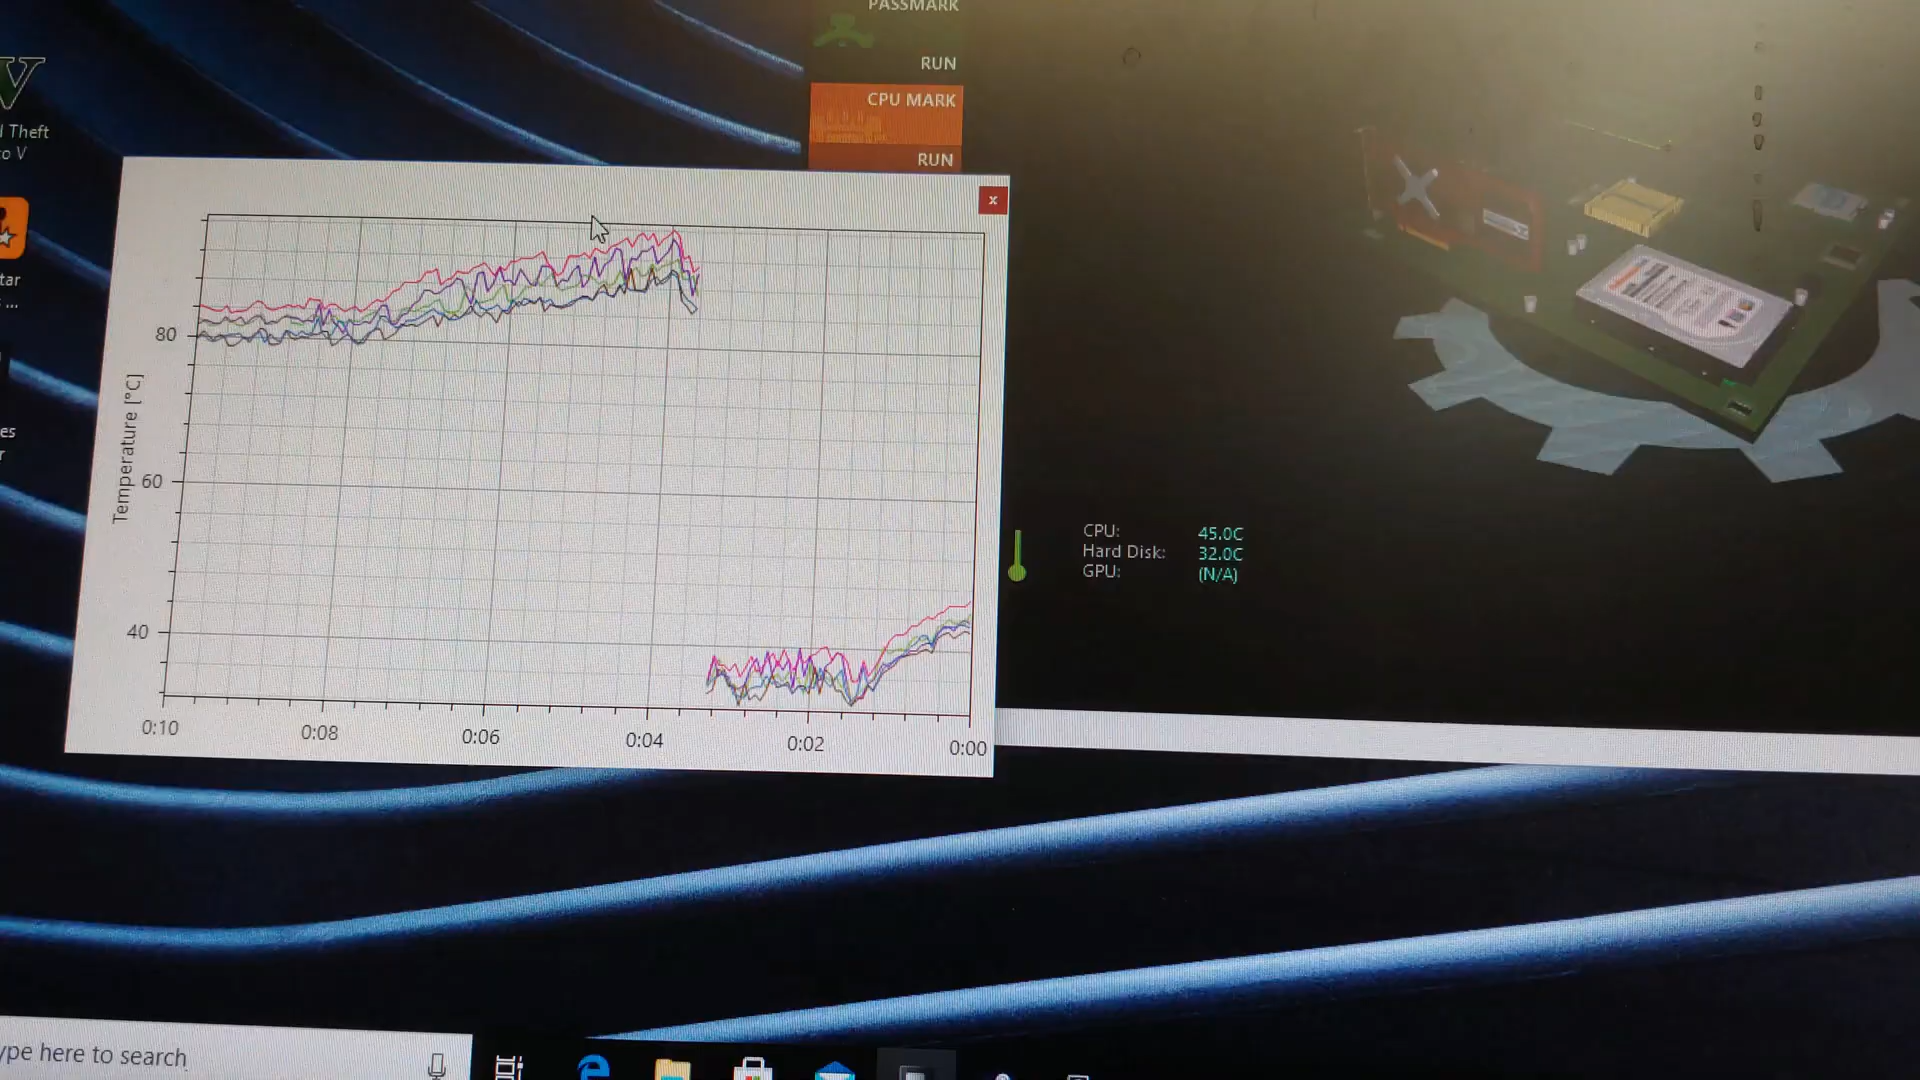 PASSMARK
RUN
CPU MARK
RUN
V
l Theft
to V
tar
...
es
r
x
80
60
40
Temperature [°C]
0:10
0:08
0:06
0:04
0:02
0:00
CPU: 45.0C
Hard Disk: 32.0C
GPU: (N/A)
ype here to search